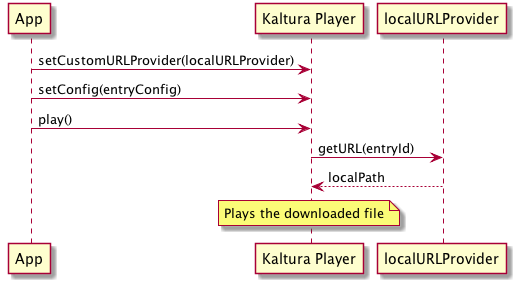 App
Kaltura Player
localURLProvider
setCustomURLProvider(localURLProvider)
setConfig(entryConfig)
play()
getURL(entryId)
localPath
Plays the downloaded file
App
Kaltura Player
localURLProvider